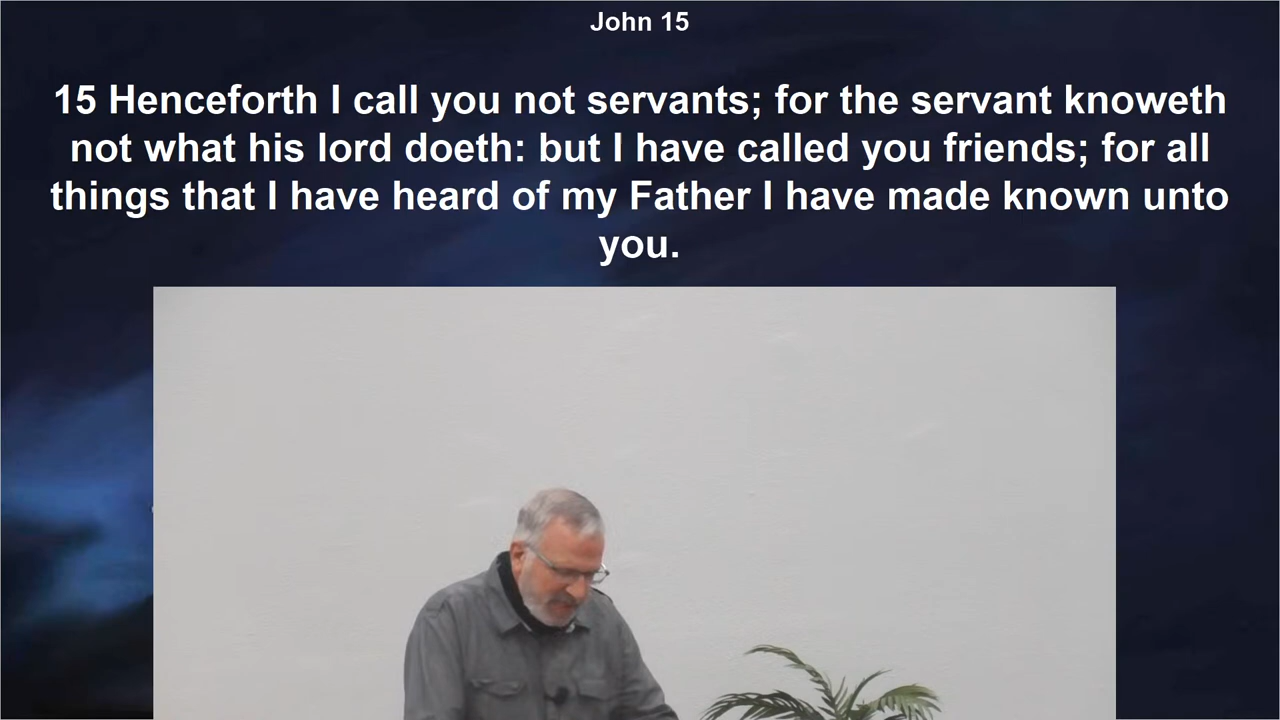 John 15
15 Henceforth I call you not servants; for the servant knoweth
not what his lord doeth: but I have called you friends; for all
things that I have heard of my Father I have made known unto
you.